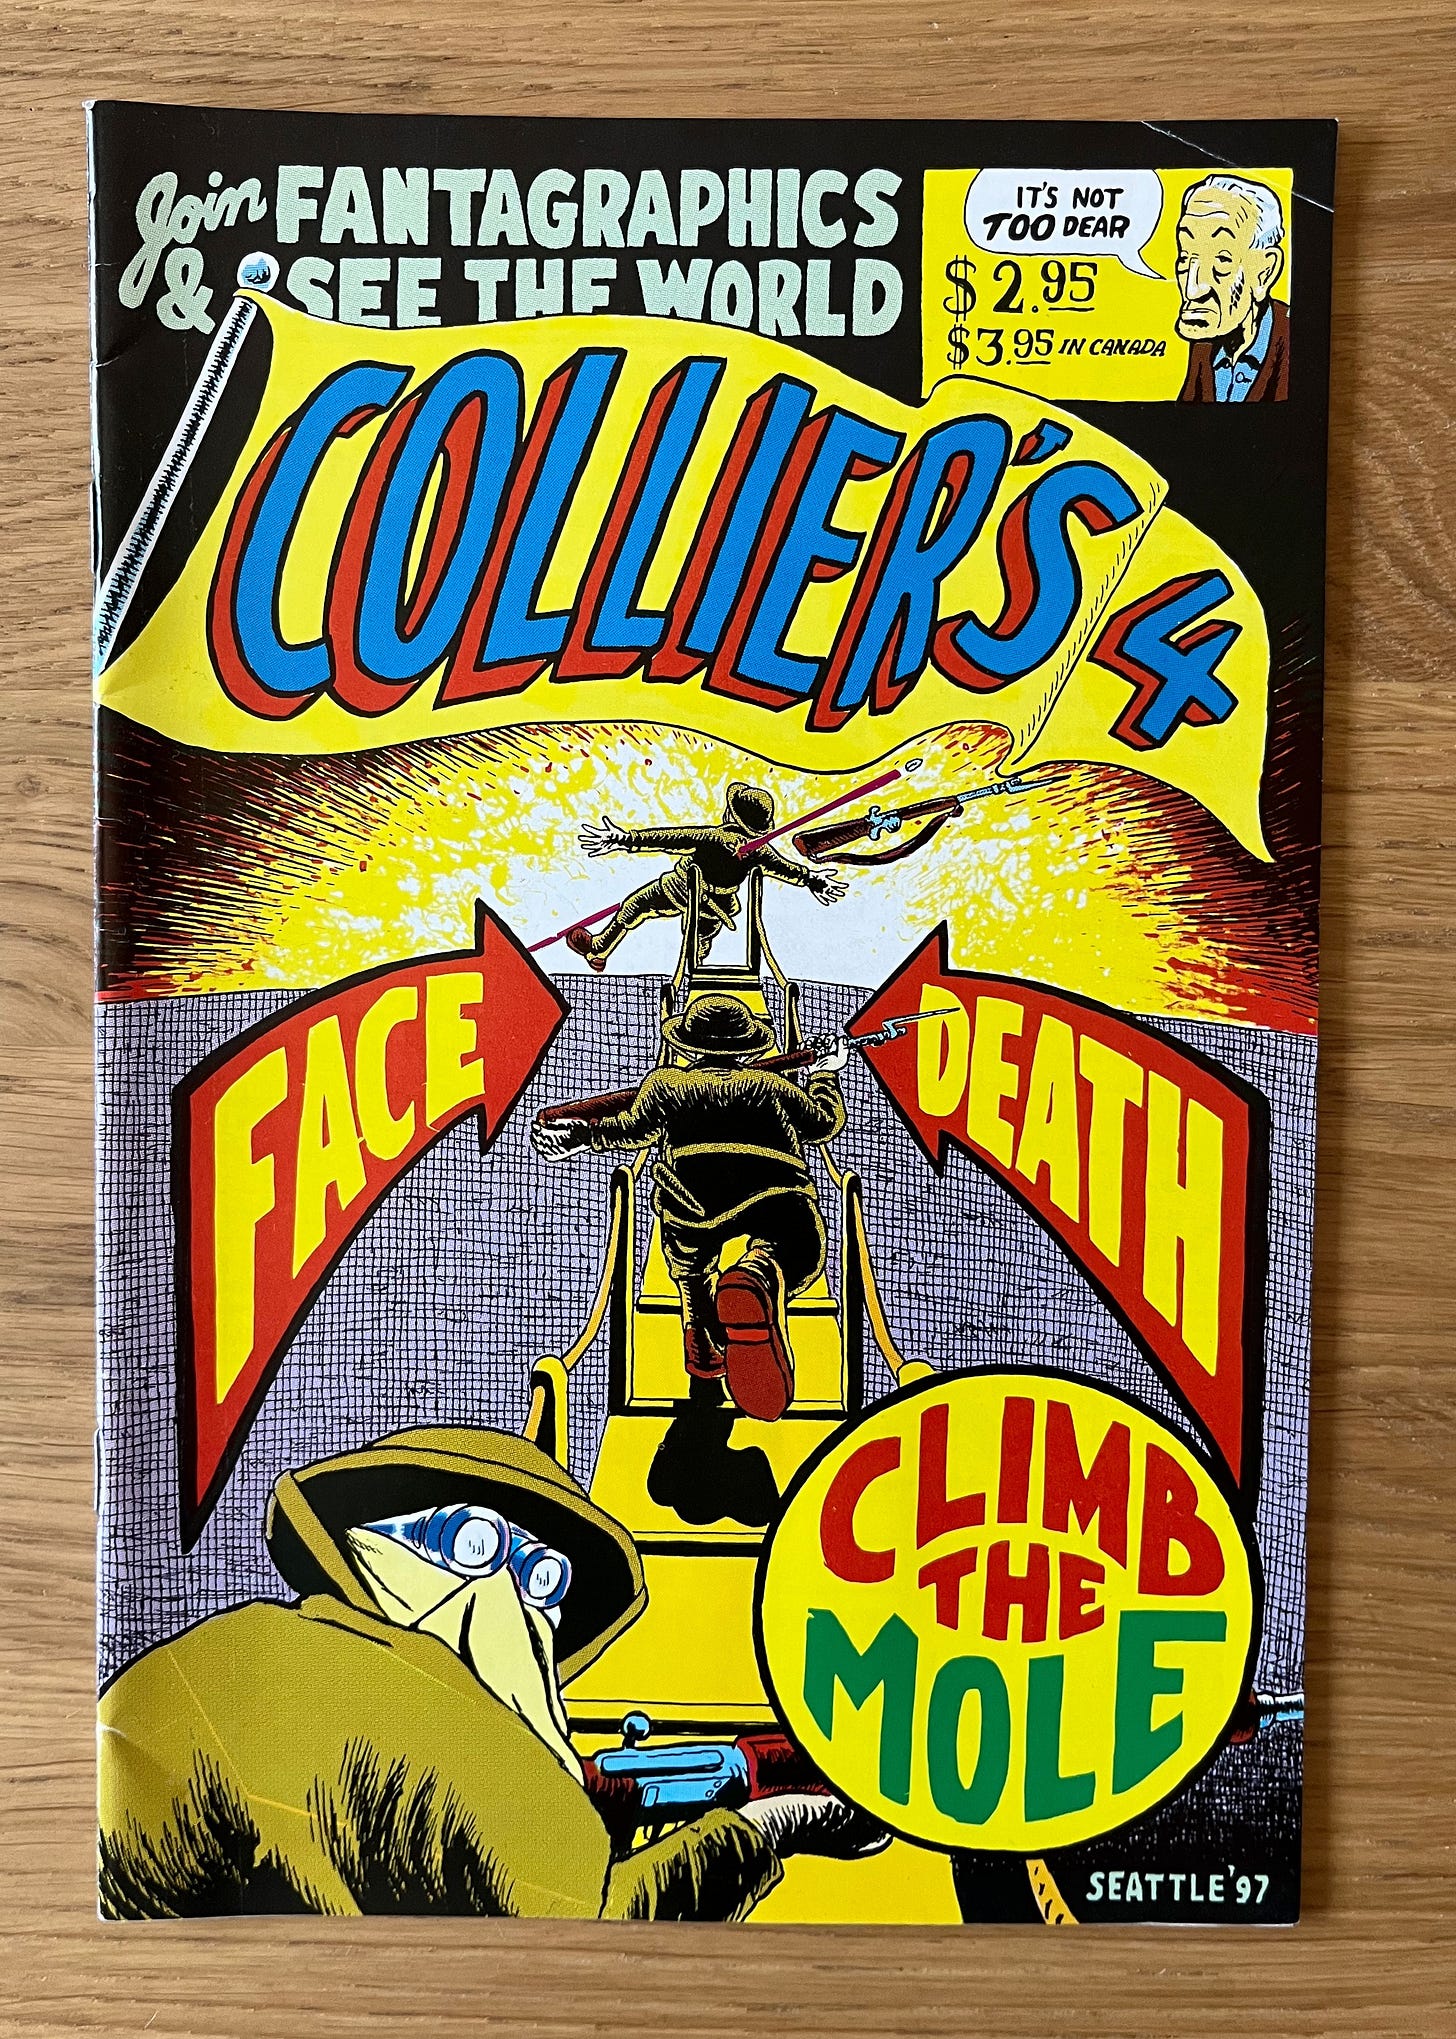 Join FANTAGRAPHICS
& SEE THE WORLD
IT'S NOT
TOO DEAR
$2.95
$3.95 IN CANADA
COLLIER'S 4
FACE
DEATH
CLIMB
THE
MOLE
SEATTLE '97